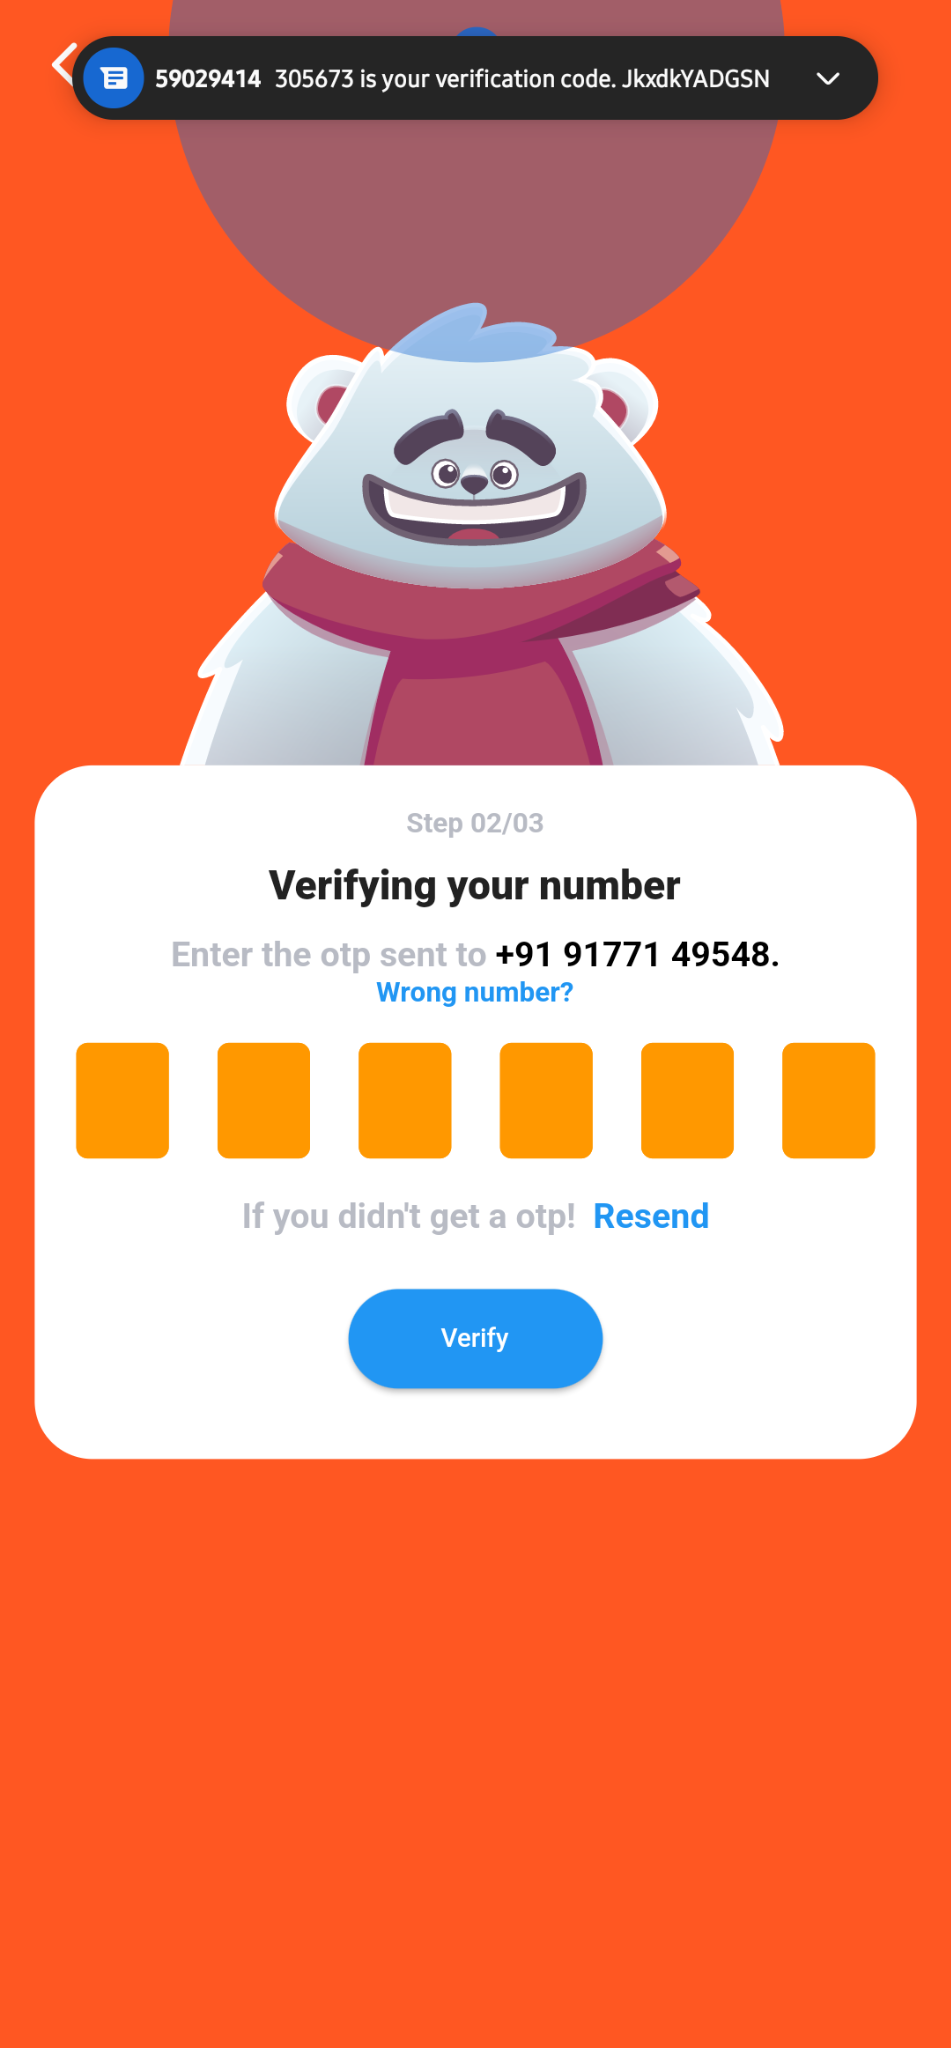 59029414 305673 is your verification code. JkxdkYADGSN
Step 02/03
Verifying your number
Enter the otp sent to +91 91771 49548.
Wrong number?
If you didn't get a otp! Resend
Verify